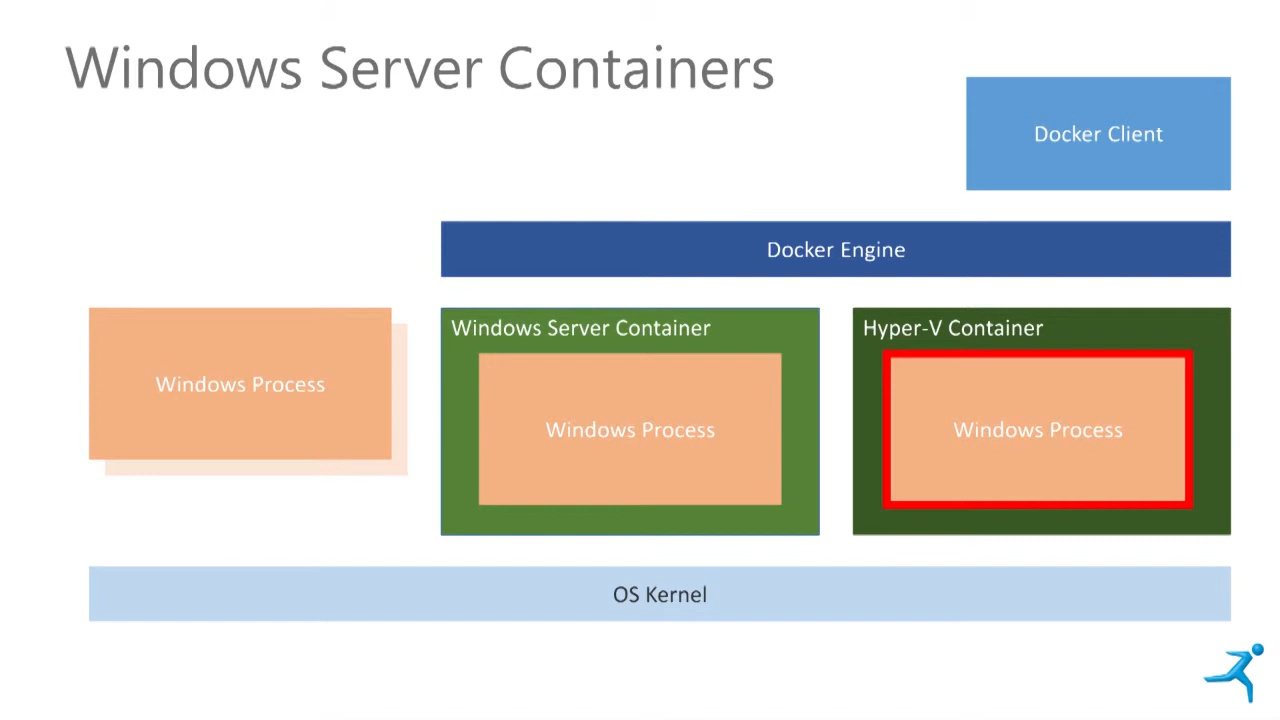 Windows Server Containers
Docker Client
Docker Engine
Windows Process
Windows Server Container
Windows Process
Hyper-V Container
Windows Process
OS Kernel